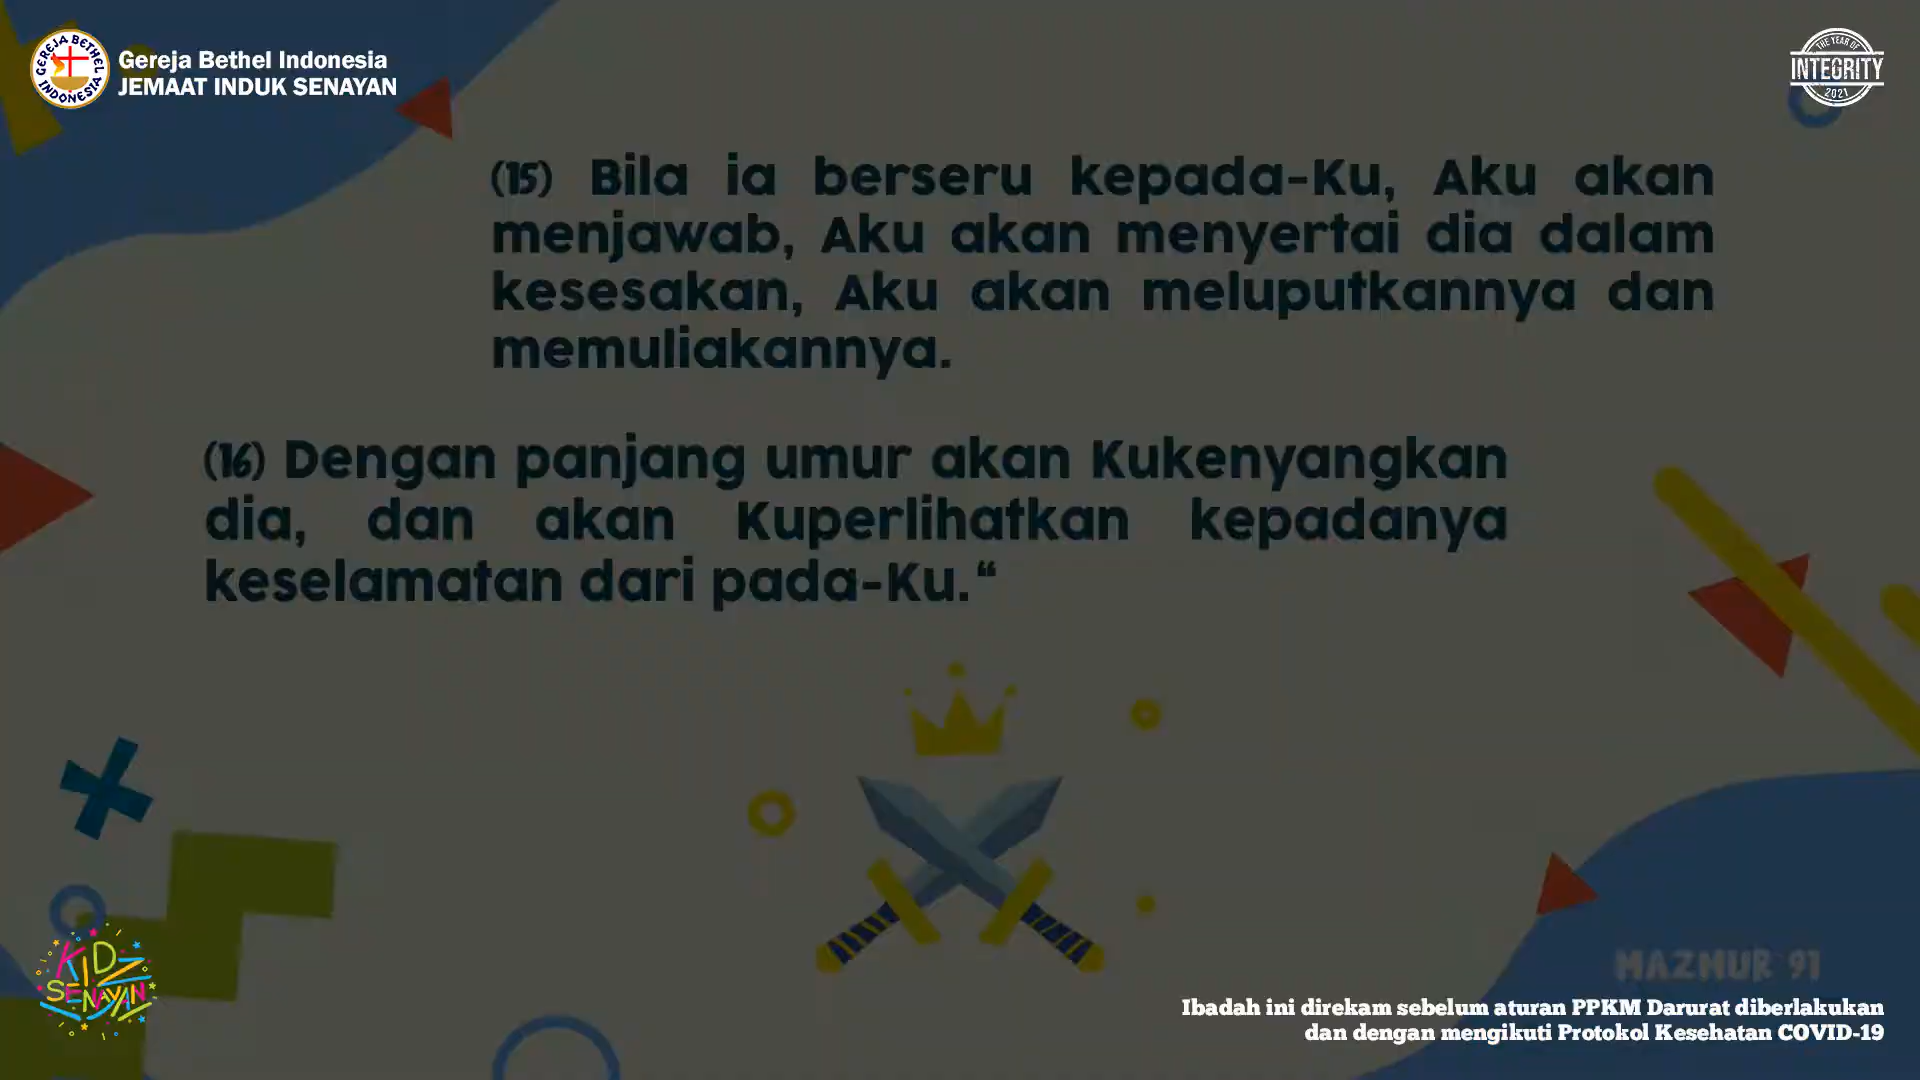 GEREJA BETHEL INDONESIA
Gereja Bethel Indonesia
JEMAAT INDUK SENAYAN
THE YEAR OF
INTEGRITY
2021
(15) Bila ia berseru kepada-Ku, Aku akan
menjawab, Aku akan menyertai dia dalam
kesesakan, Aku akan meluputkannya dan
memuliakannya.
(16) Dengan panjang umur akan Kukenyangkan
dia, dan akan Kuperlihatkan kepadanya
keselamatan dari pada-Ku.“
KIDZ
SENAYAN
MAZMUR 91
Ibadah ini direkam sebelum aturan PPKM Darurat diberlakukan
dan dengan mengikuti Protokol Kesehatan COVID-19